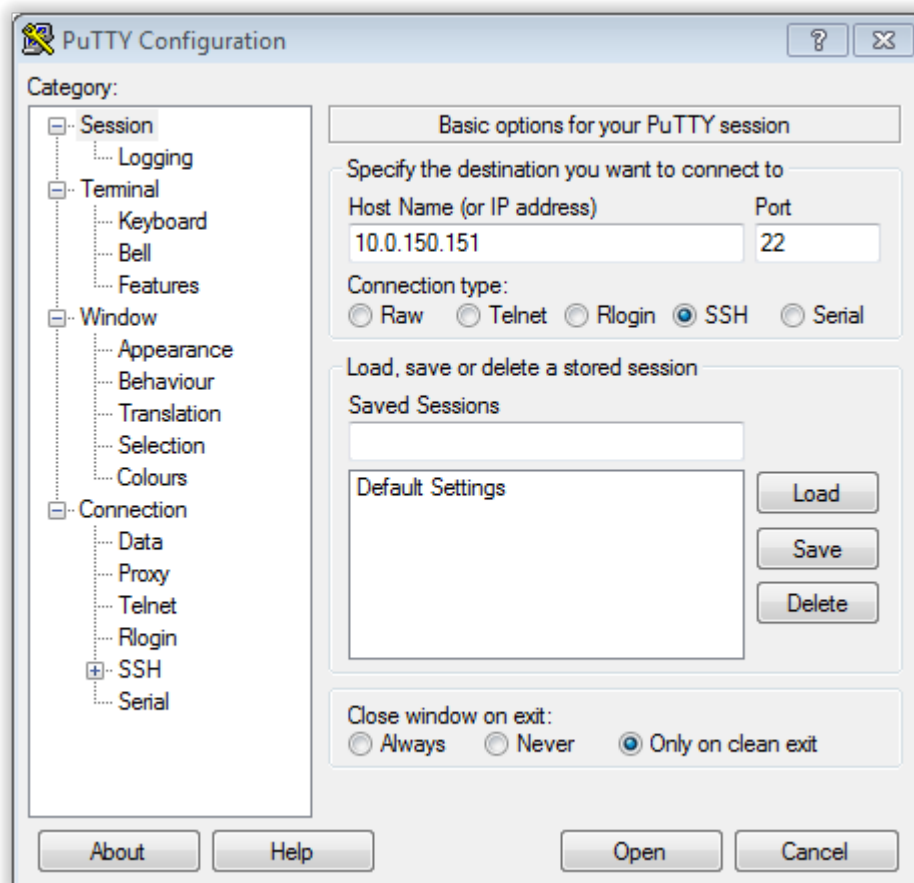 PuTTY Configuration
Category:
Session
Logging
Terminal
Keyboard
Bell
Features
Window
Appearance
Behaviour
Translation
Selection
Colours
Connection
Data
Proxy
Telnet
Rlogin
SSH
Serial
Basic options for your PuTTY session
Specify the destination you want to connect to
Host Name (or IP address) Port
10.0.150.151 22
Connection type:
Raw Telnet Rlogin SSH Serial
Load, save or delete a stored session
Saved Sessions
Default Settings
Load
Save
Delete
Close window on exit:
Always Never Only on clean exit
About Help Open Cancel